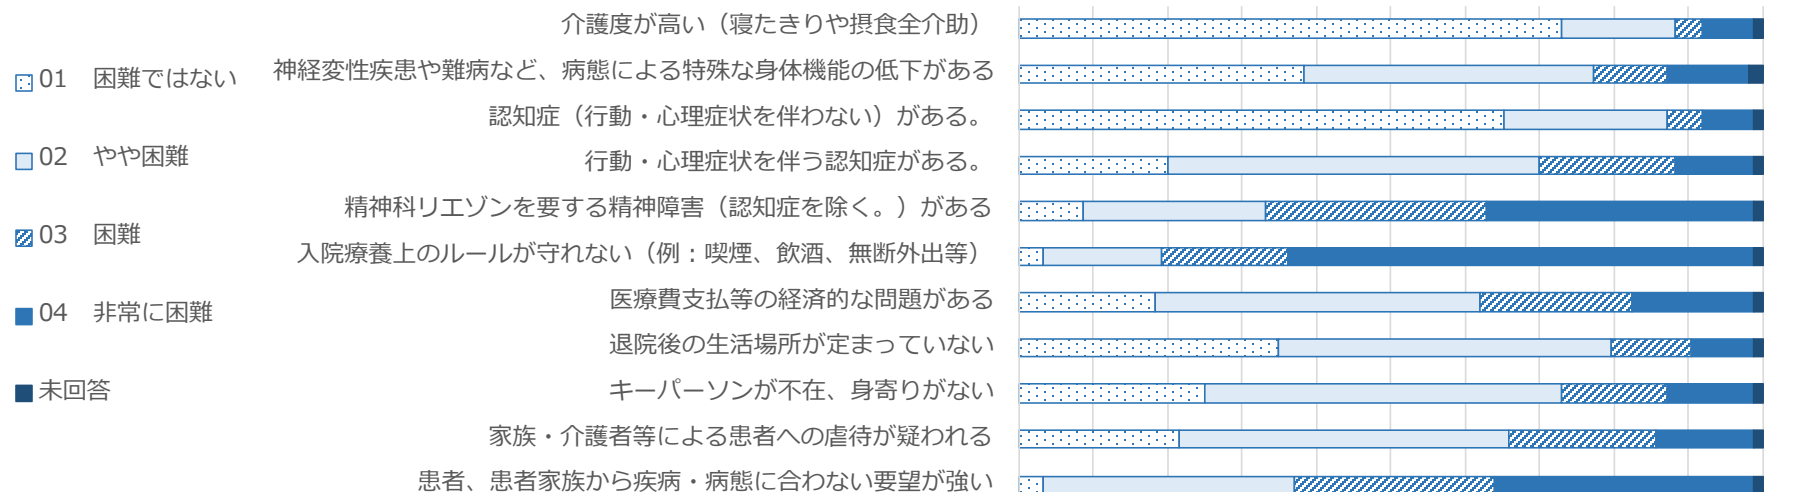 介護度が高い（寝たきりや摂食全介助）
01　困難ではない
神経変性疾患や難病など、病態による特殊な身体機能の低下がある
認知症（行動・心理症状を伴わない）がある。
02　やや困難
行動・心理症状を伴う認知症がある。
精神科リエゾンを要する精神障害（認知症を除く。）がある
03　困難
入院療養上のルールが守れない（例：喫煙、飲酒、無断外出等）
医療費支払等の経済的な問題がある
04　非常に困難
退院後の生活場所が定まっていない
キーパーソンが不在、身寄りがない
未回答
家族・介護者等による患者への虐待が疑われる
患者、患者家族から疾病・病態に合わない要望が強い